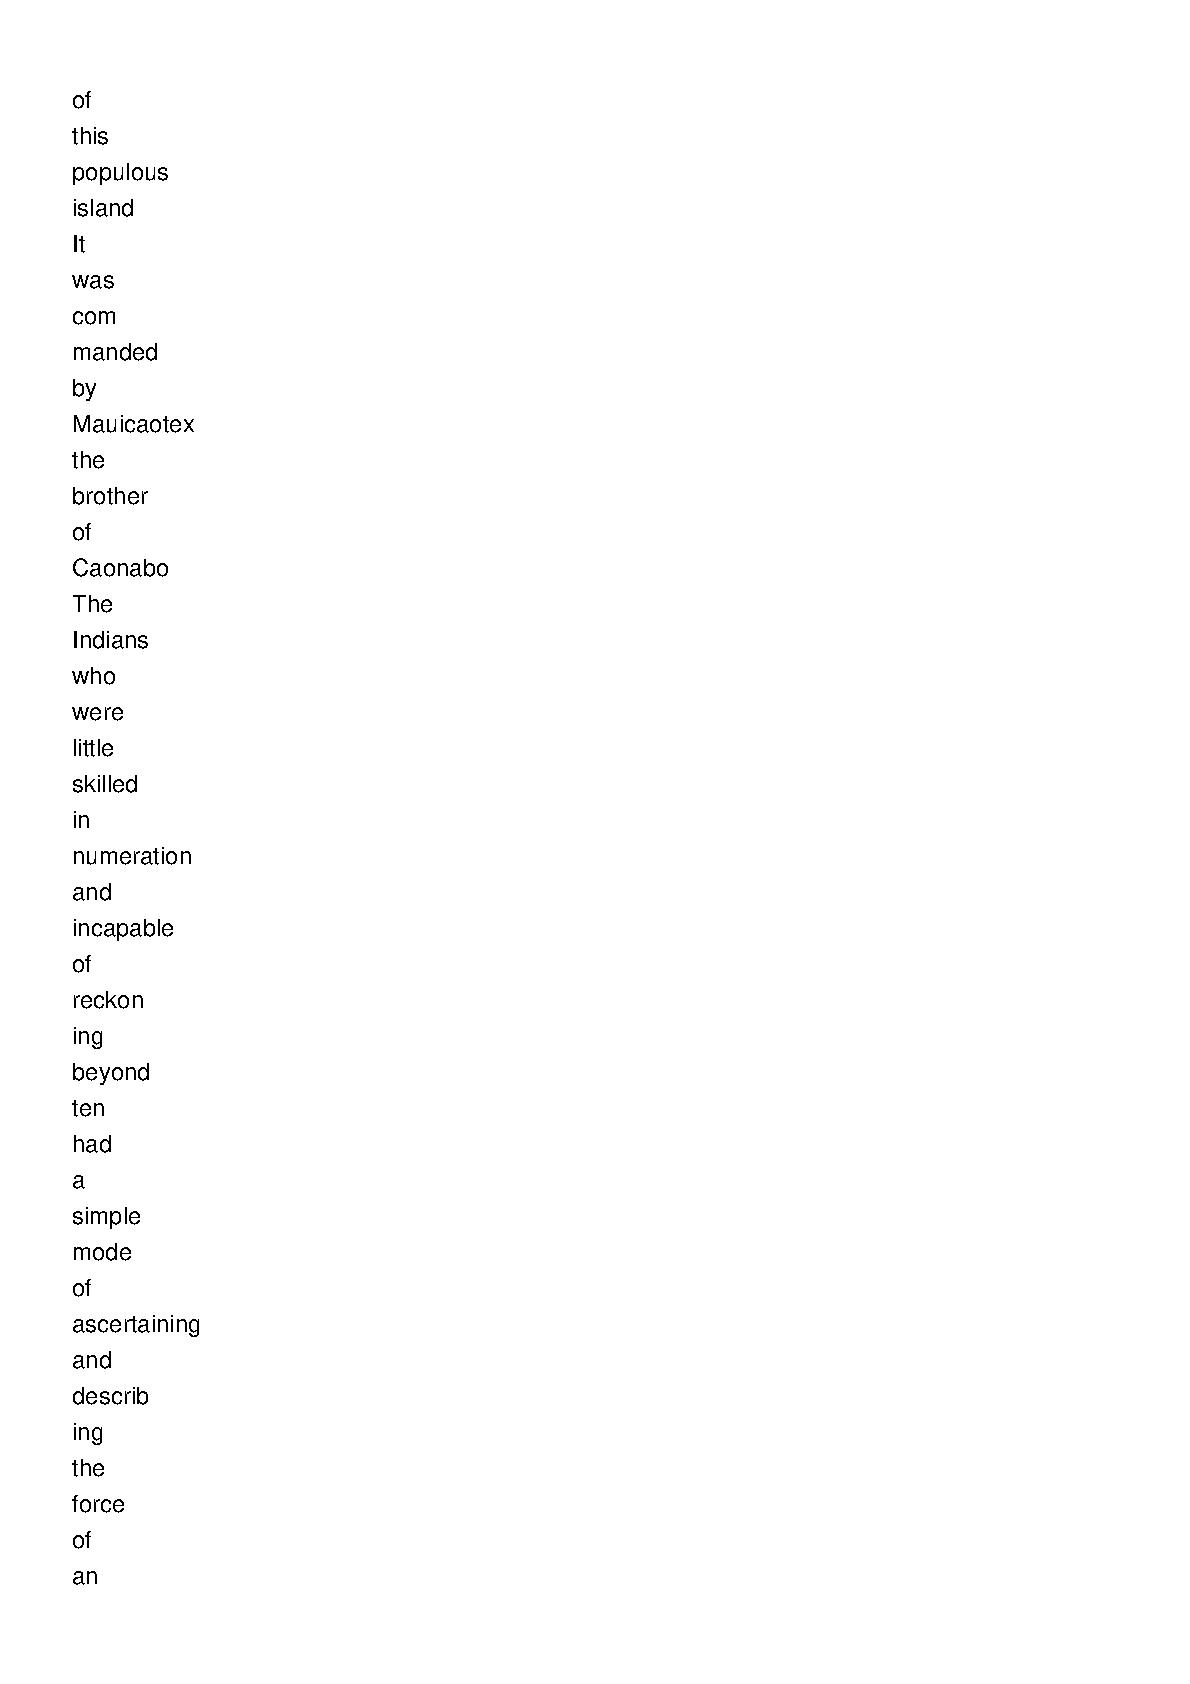 of
this
populous
island
It
was
com
manded
by
Mauicaotex
the
brother
of
Caonabo
The
Indians
who
were
little
skilled
in
numeration
and
incapable
of
reckon
ing
beyond
ten
had
a
simple
mode
of
ascertaining
and
describ
ing
the
force
of
an